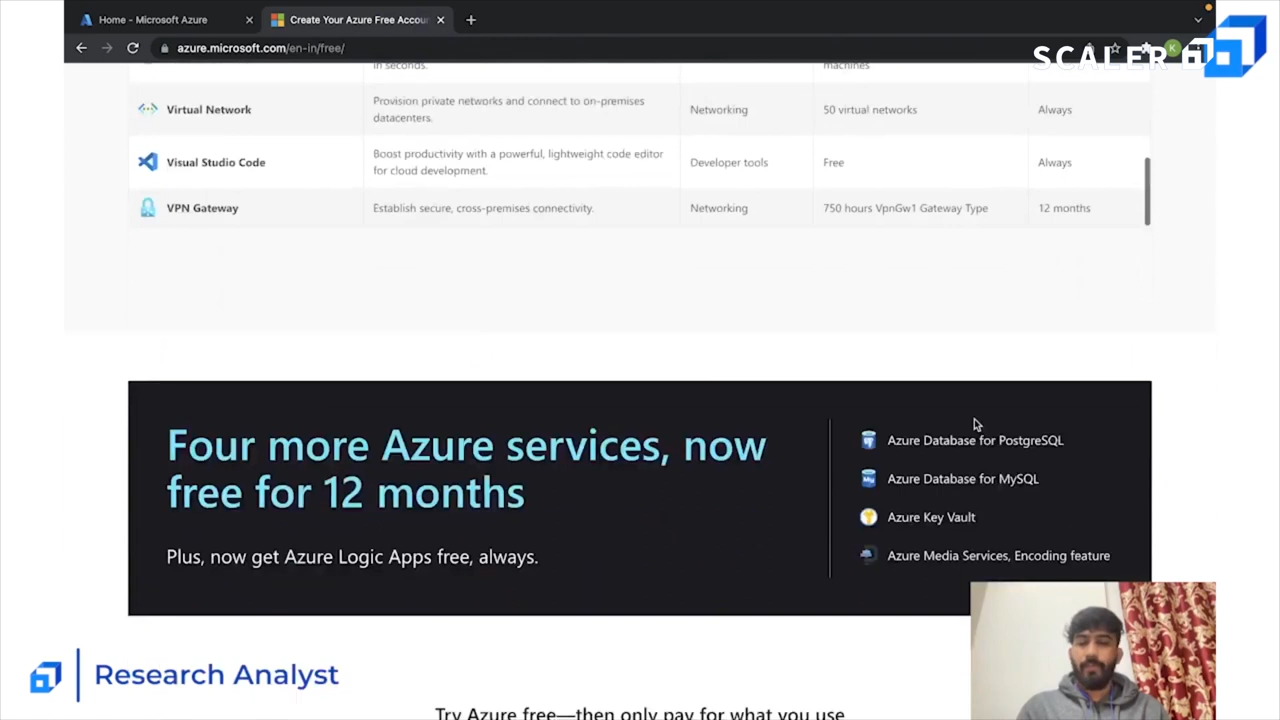 Home - Microsoft Azure
Create Your Azure Free Accou
azure.microsoft.com/en-in/free/
K
SCALER
in seconds.
machines
Virtual Network
Provision private networks and connect to on-premises
datacenters.
Networking
50 virtual networks
Always
Visual Studio Code
Boost productivity with a powerful, lightweight code editor
for cloud development.
Developer tools
Free
Always
VPN Gateway
Establish secure, cross-premises connectivity.
Networking
750 hours VpnGw1 Gateway Type
12 months
Four more Azure services, now
free for 12 months
Plus, now get Azure Logic Apps free, always.
Azure Database for PostgreSQL
My
Azure Database for MySQL
Azure Key Vault
Azure Media Services, Encoding feature
Research Analyst
Try Azure free—then only pay for what you use